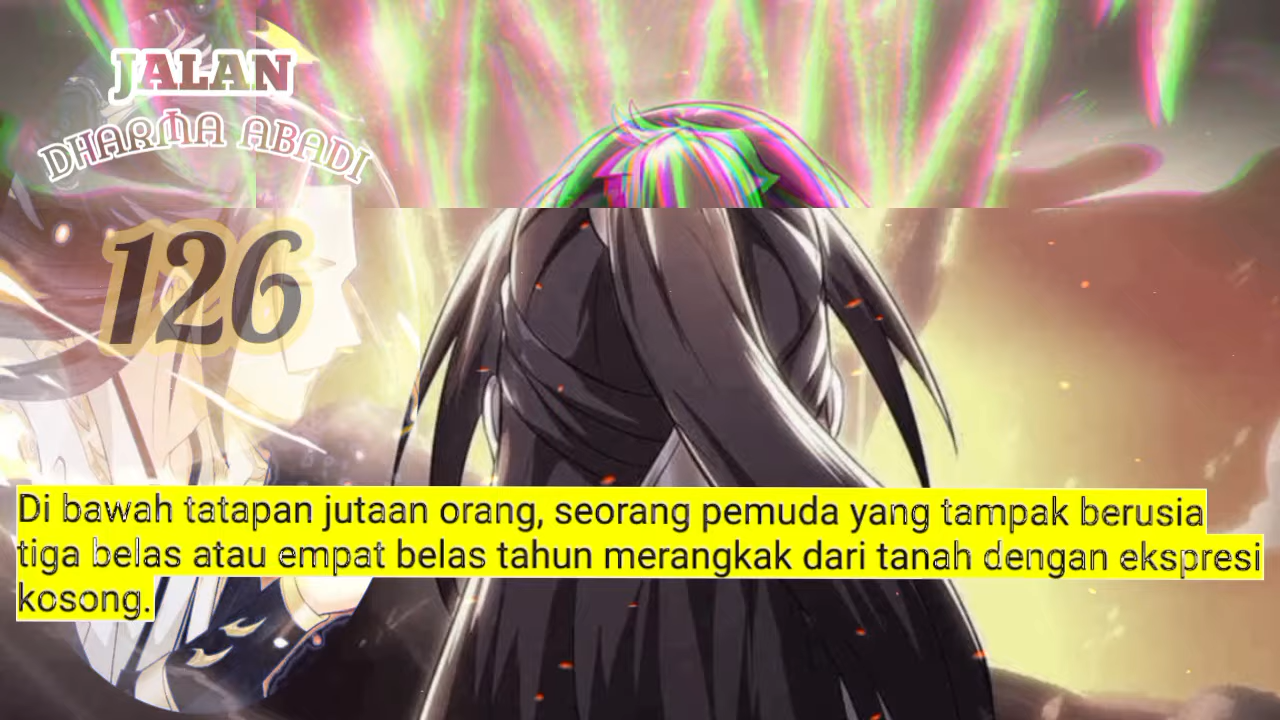 JALAN
DHARMA ABADI
126
Di bawah tatapan jutaan orang, seorang pemuda yang tampak berusia
tiga belas atau empat belas tahun merangkak dari tanah dengan ekspresi
kosong.